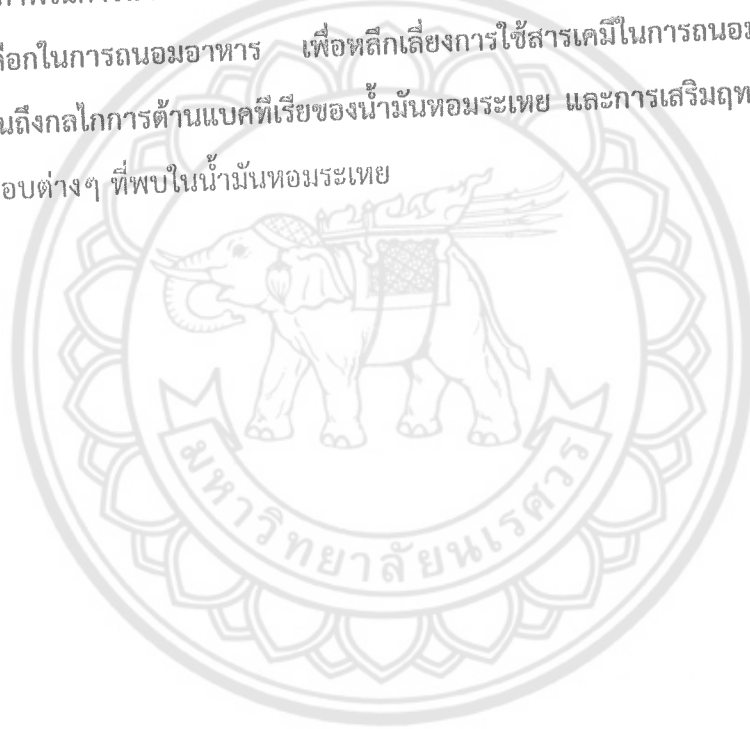 ือกในการถนอมอาหาร เพื่อหลีกเลี่ยงการใช้สารเคมีในการถนอม
นถึงกลไกการต้านแบคทีเรียของน้ำมันหอมระเหย และการเสริมฤท
อบต่างๆ ที่พบในน้ำมันหอมระเหย
มหาวิทยาลัยนเรศวร